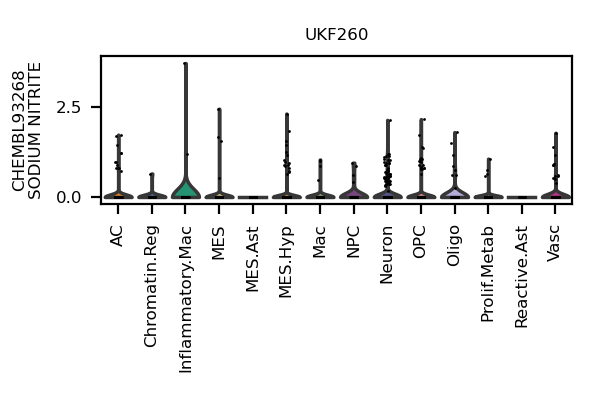 UKF260
CHEMBL93268
SODIUM NITRITE
2.5
0.0
AC
Chromatin.Reg
Inflammatory.Mac
MES
MES.Ast
MES.Hyp
Mac
NPC
Neuron
OPC
Oligo
Prolif.Metab
Reactive.Ast
Vasc